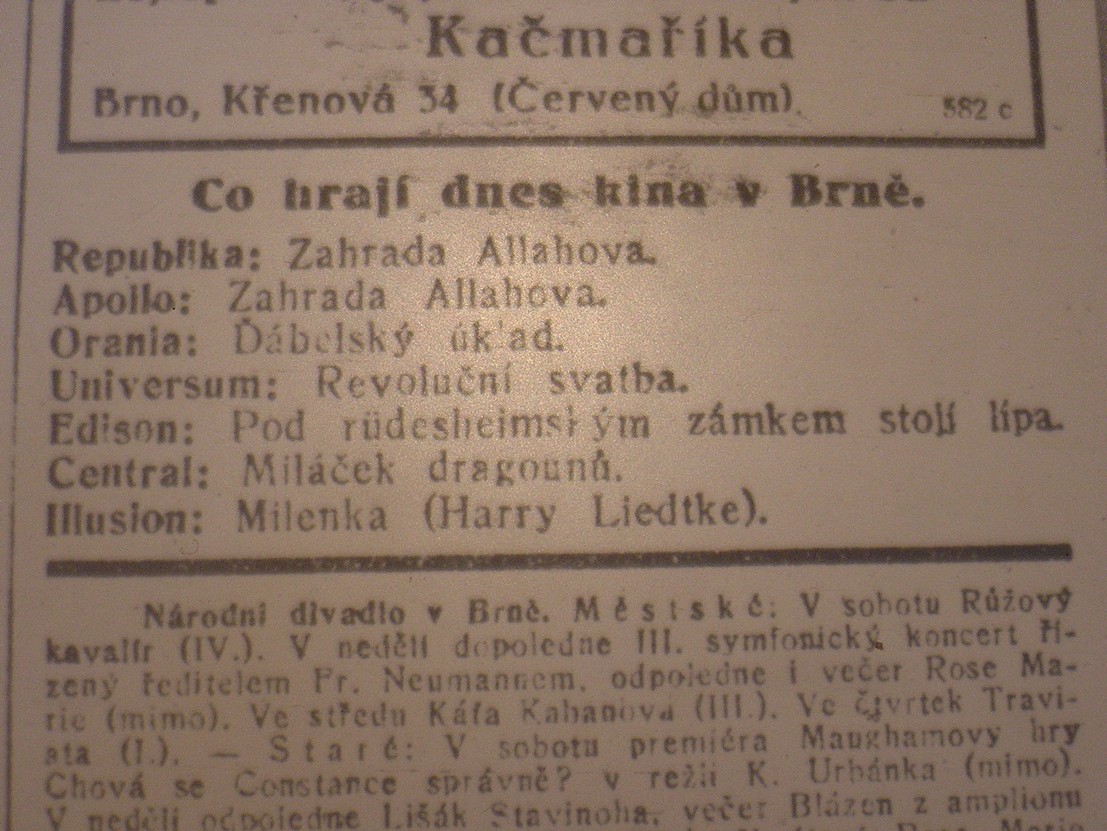 Kačmaříka
Brno, Křenová 34 (Červený dům). 582 c
Co hrají dnes kina v Brně.
Republika: Zahrada Allahova.
Apollo: Zahrada Allahova.
Orania: Ďábelský úk'ad.
Universum: Revoluční svatba.
Edison: Pod rüdesheimským zámkem stojí lípa.
Central: Miláček dragounů.
Illusion: Milenka (Harry Liedtke).
Národní divadlo v Brně. Městské: V sobotu Růžový
kavalír (IV.). V neděli dopoledne III. symfonický koncert ří-
zený ředitelem Fr. Neumannem, odpoledne i večer Rose Ma-
rie (mimo). Ve středu Káťa Kabanová (III.). Ve čtvrtek Travi-
ata (I.). — Staré: V sobotu premiéra Maughamovy hry
Chová se Constance správně? v režii K. Urbánka (mimo).
V neděli odpoledne Lišák Stavinoha, večer Blázen z amplionu